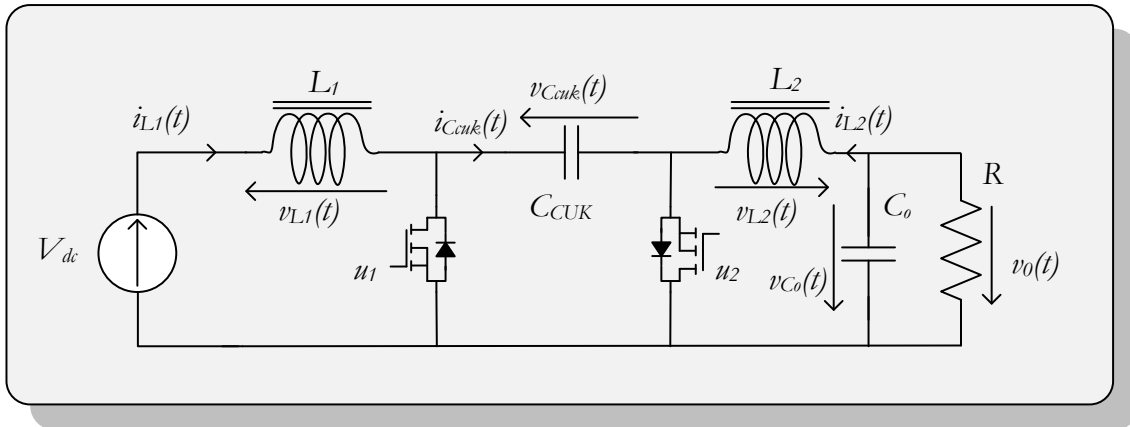 L1
L2
vCcuk(t)
iL1(t)
iCcuk(t)
iL2(t)
vL1(t)
CCUK
vL2(t)
Co
R
Vdc
u1
u2
vCo(t)
v0(t)